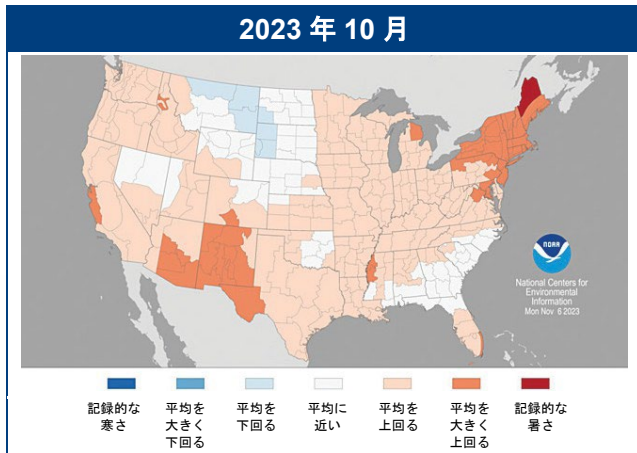 2023 年 10 月
NOAA
National Centers for
Environmental
Information
Mon Nov 6 2023
記録的な
寒さ
平均を
大きく
下回る
平均を
下回る
平均に
近い
平均を
上回る
平均を
大きく
上回る
記録的な
暑さ